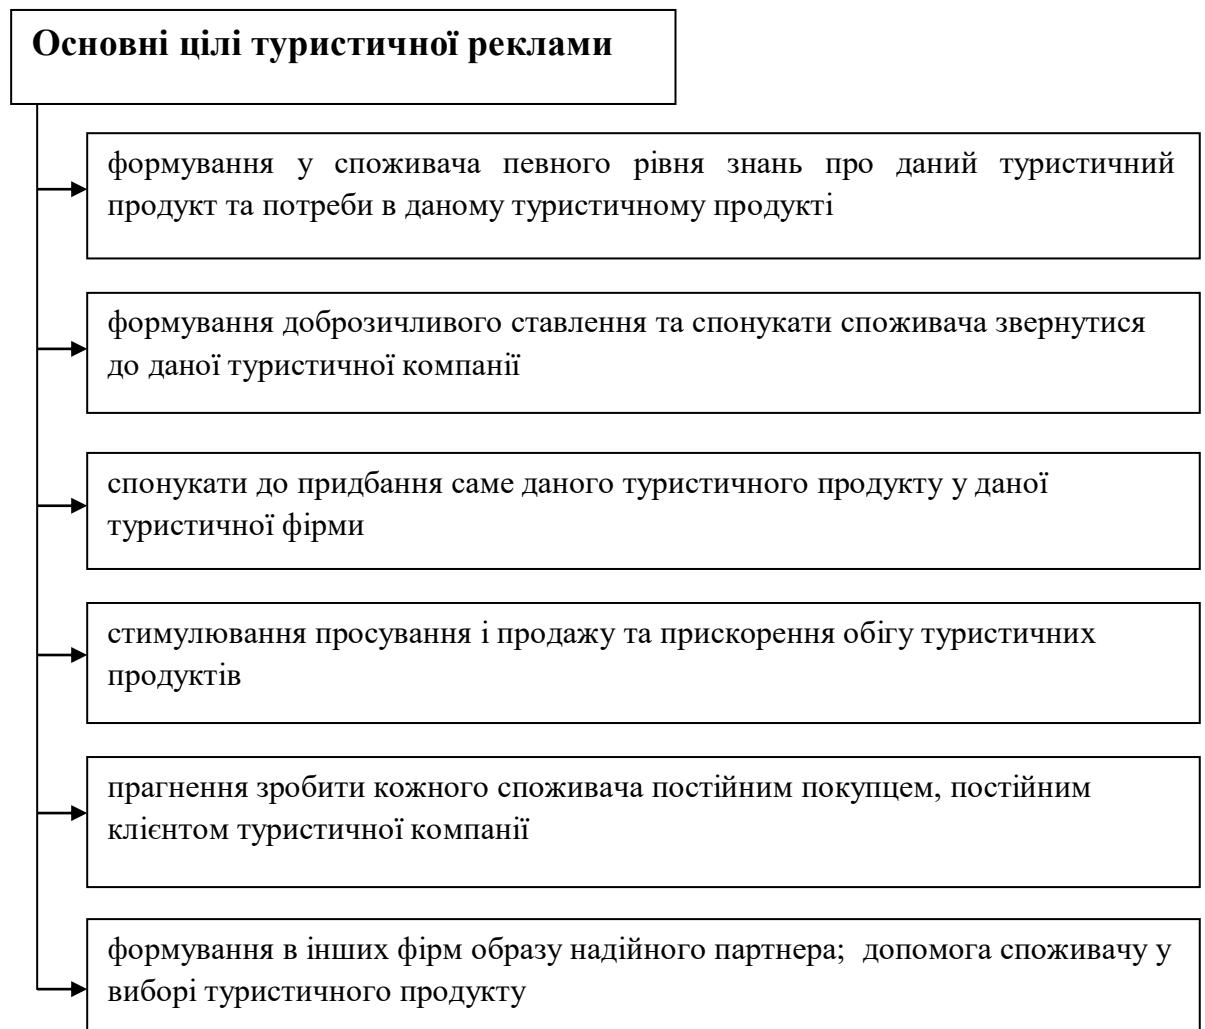 Основні цілі туристичної реклами
формування у споживача певного рівня знань про даний туристичний
продукт та потреби в даному туристичному продукті
формування доброзичливого ставлення та спонукати споживача звернутися
до даної туристичної компанії
спонукати до придбання саме даного туристичного продукту у даної
туристичної фірми
стимулювання просування і продажу та прискорення обігу туристичних
продуктів
прагнення зробити кожного споживача постійним покупцем, постійним
клієнтом туристичної компанії
формування в інших фірм образу надійного партнера; допомога споживачу у
виборі туристичного продукту